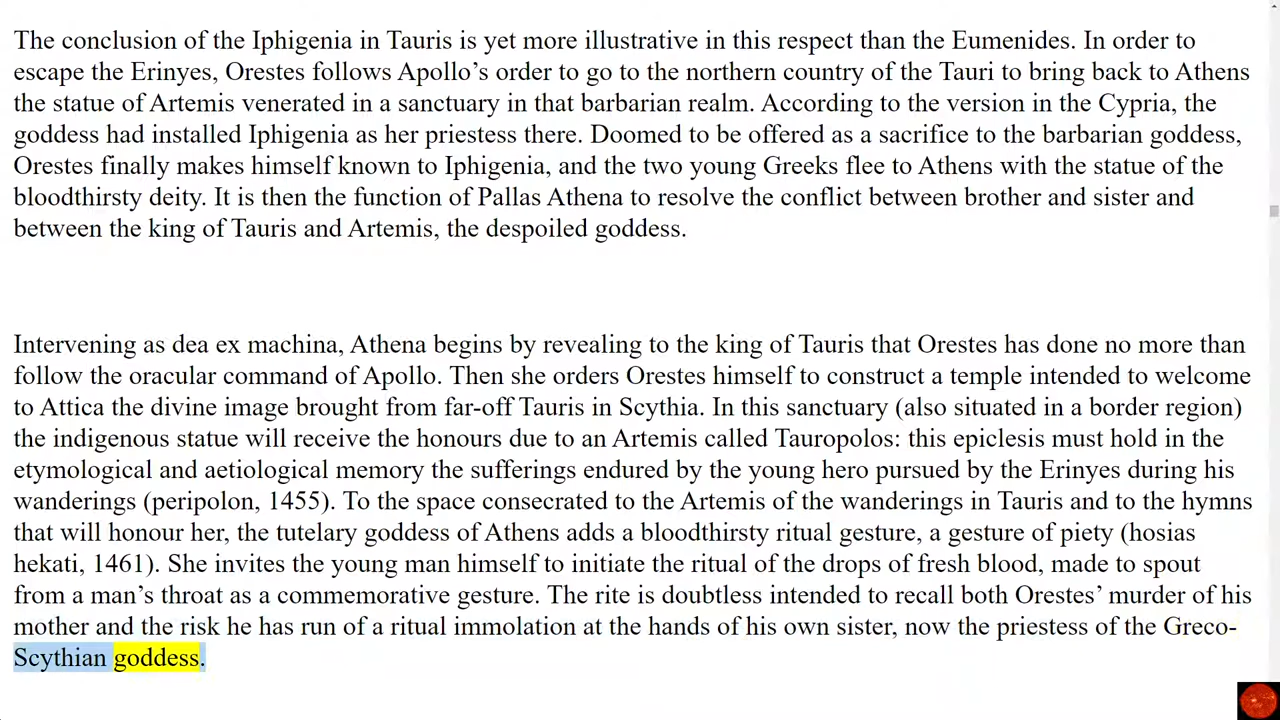 The conclusion of the Iphigenia in Tauris is yet more illustrative in this respect than the Eumenides. In order to
escape the Erinyes, Orestes follows Apollo’s order to go to the northern country of the Tauri to bring back to Athens
the statue of Artemis venerated in a sanctuary in that barbarian realm. According to the version in the Cypria, the
goddess had installed Iphigenia as her priestess there. Doomed to be offered as a sacrifice to the barbarian goddess,
Orestes finally makes himself known to Iphigenia, and the two young Greeks flee to Athens with the statue of the
bloodthirsty deity. It is then the function of Pallas Athena to resolve the conflict between brother and sister and
between the king of Tauris and Artemis, the despoiled goddess.
Intervening as dea ex machina, Athena begins by revealing to the king of Tauris that Orestes has done no more than
follow the oracular command of Apollo. Then she orders Orestes himself to construct a temple intended to welcome
to Attica the divine image brought from far-off Tauris in Scythia. In this sanctuary (also situated in a border region)
the indigenous statue will receive the honours due to an Artemis called Tauropolos: this epiclesis must hold in the
etymological and aetiological memory the sufferings endured by the young hero pursued by the Erinyes during his
wanderings (peripolon, 1455). To the space consecrated to the Artemis of the wanderings in Tauris and to the hymns
that will honour her, the tutelary goddess of Athens adds a bloodthirsty ritual gesture, a gesture of piety (hosias
hekati, 1461). She invites the young man himself to initiate the ritual of the drops of fresh blood, made to spout
from a man’s throat as a commemorative gesture. The rite is doubtless intended to recall both Orestes’ murder of his
mother and the risk he has run of a ritual immolation at the hands of his own sister, now the priestess of the Greco-
Scythian goddess.